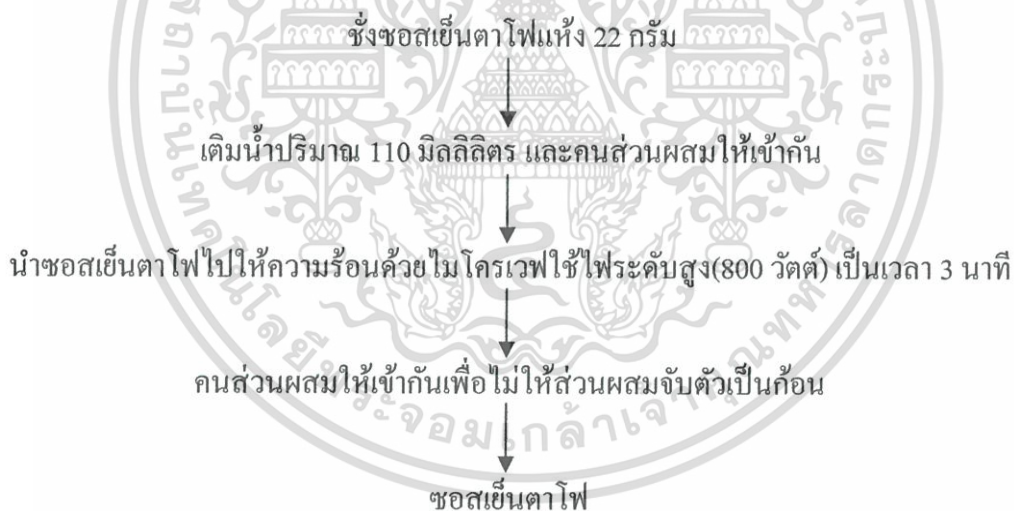 ชั่งซอสเย็นตาโฟแห้ง 22 กรัม
เติมน้ำปริมาณ 110 มิลลิลิตร และคนส่วนผสมให้เข้ากัน
นำซอสเย็นตาโฟไปให้ความร้อนด้วยไมโครเวฟใช้ไฟระดับสูง(800 วัตต์) เป็นเวลา 3 นาที
คนส่วนผสมให้เข้ากันเพื่อไม่ให้ส่วนผสมจับตัวเป็นก้อน
ซอสเย็นตาโฟ